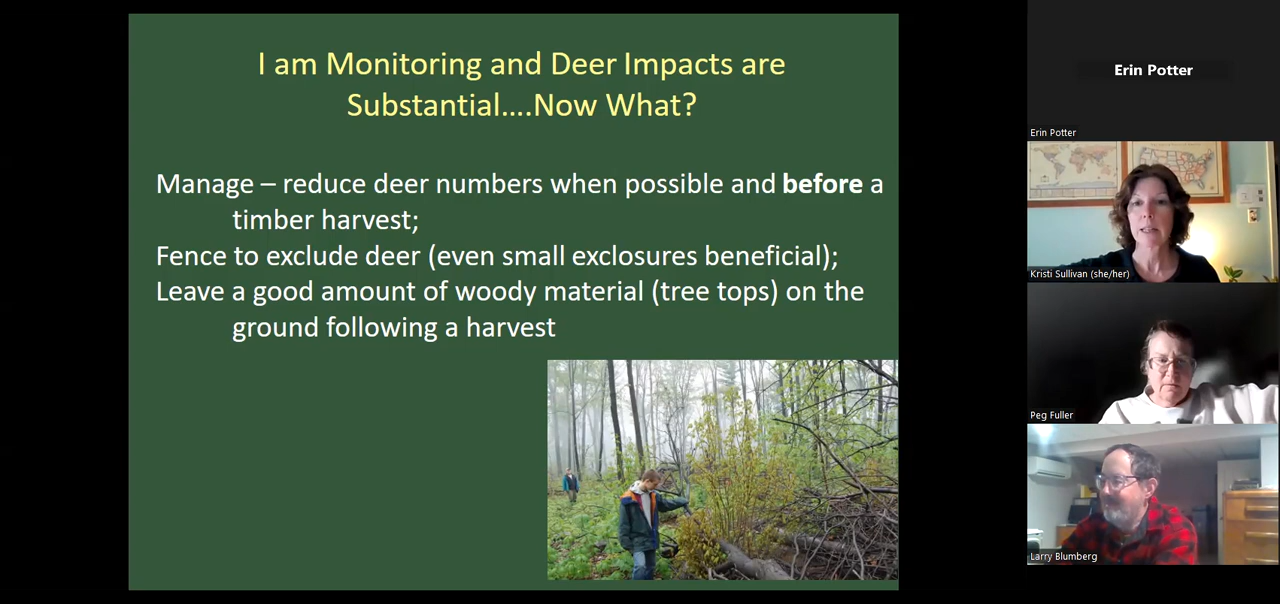 I am Monitoring and Deer Impacts are
Substantial....Now What?
Manage – reduce deer numbers when possible and before a
timber harvest;
Fence to exclude deer (even small exclosures beneficial);
Leave a good amount of woody material (tree tops) on the
ground following a harvest
Erin Potter
Erin Potter
Kristi Sullivan (she/her)
Peg Fuller
Larry Blumberg